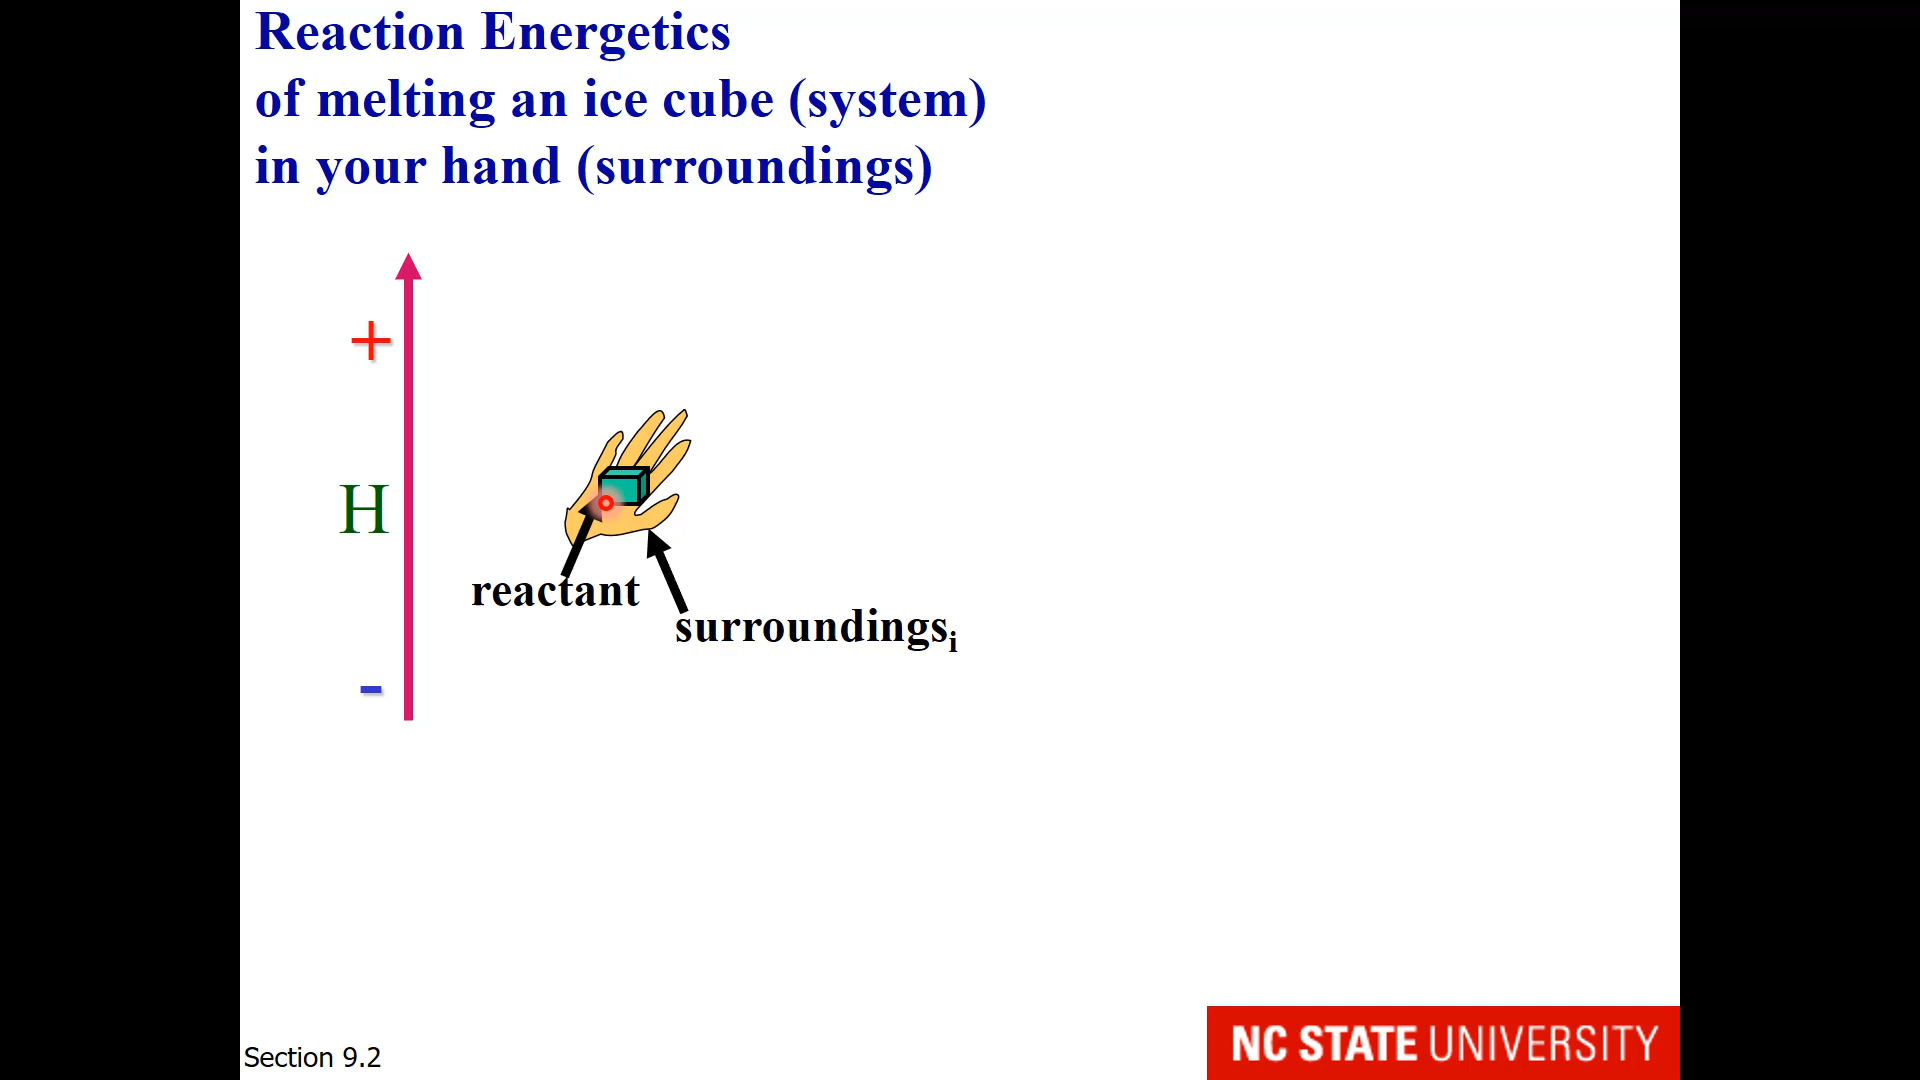 Reaction Energetics
of melting an ice cube (system)
in your hand (surroundings)
+
H
reactant
surroundingsᵢ
-
Section 9.2
NC STATE UNIVERSITY